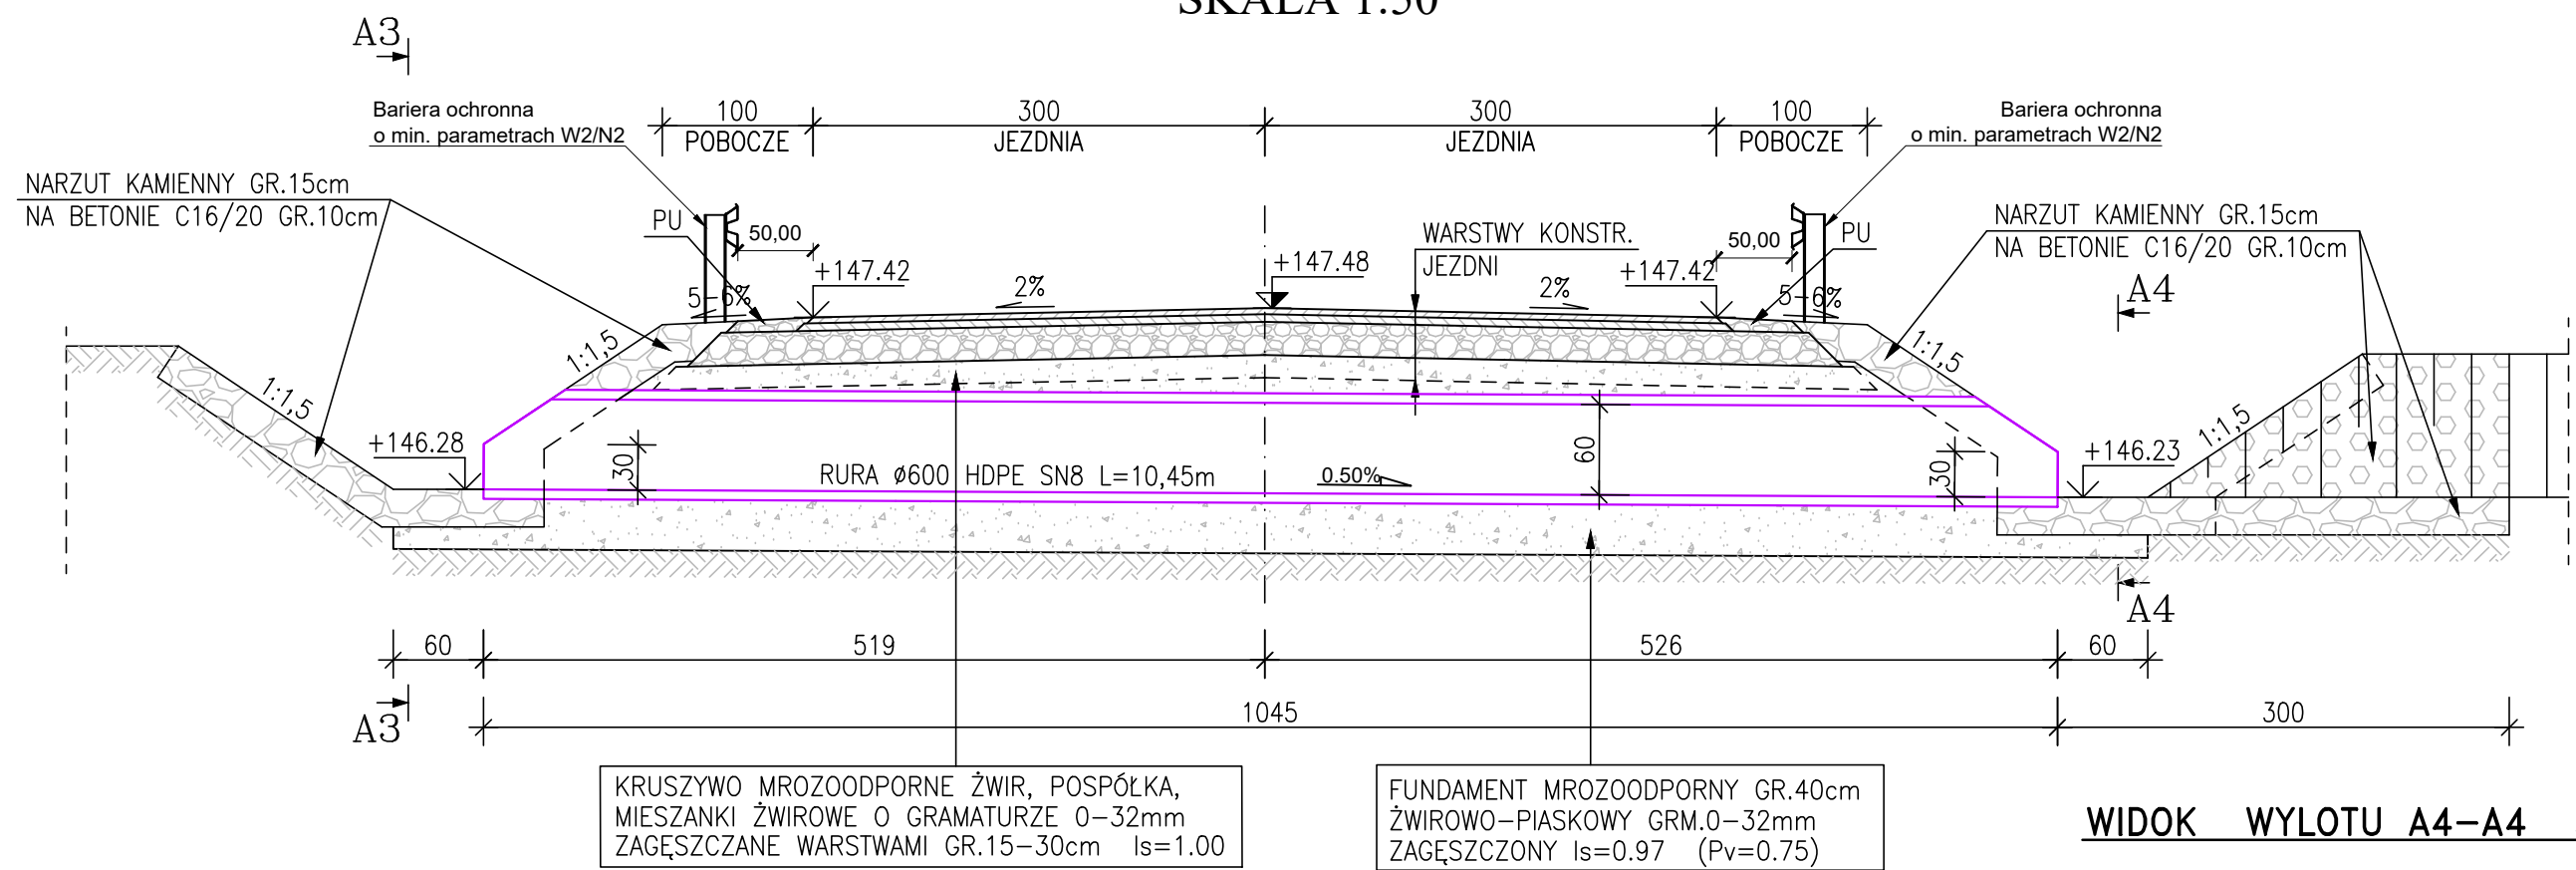 SKALA 1:50
A3
Bariera ochronna
o min. parametrach W2/N2
100
POBOCZE
300
JEZDNIA
300
JEZDNIA
100
POBOCZE
Bariera ochronna
o min. parametrach W2/N2
NARZUT KAMIENNY GR.15cm
NA BETONIE C16/20 GR.10cm
PU
50,00
+147.42
5-6%
2%
+147.48
WARSTWY KONSTR.
JEZDNI
2%
+147.42
50,00
PU
5-6%
NARZUT KAMIENNY GR.15cm
NA BETONIE C16/20 GR.10cm
A4
1:1,5
1:1,5
1:1,5
1:1,5
+146.28
30
RURA ø600 HDPE SN8 L=10,45m
0.50%
60
30
+146.23
A4
60
519
526
60
A3
1045
300
KRUSZYWO MROZOODPORNE ŻWIR, POSPÓŁKA,
MIESZANKI ŻWIROWE O GRAMATURZE 0-32mm
ZAGĘSZCZANE WARSTWAMI GR.15-30cm Is=1.00
FUNDAMENT MROZOODPORNY GR.40cm
ŻWIROWO-PIASKOWY GRM.0-32mm
ZAGĘSZCZONY Is=0.97 (Pv=0.75)
WIDOK WYLOTU A4-A4